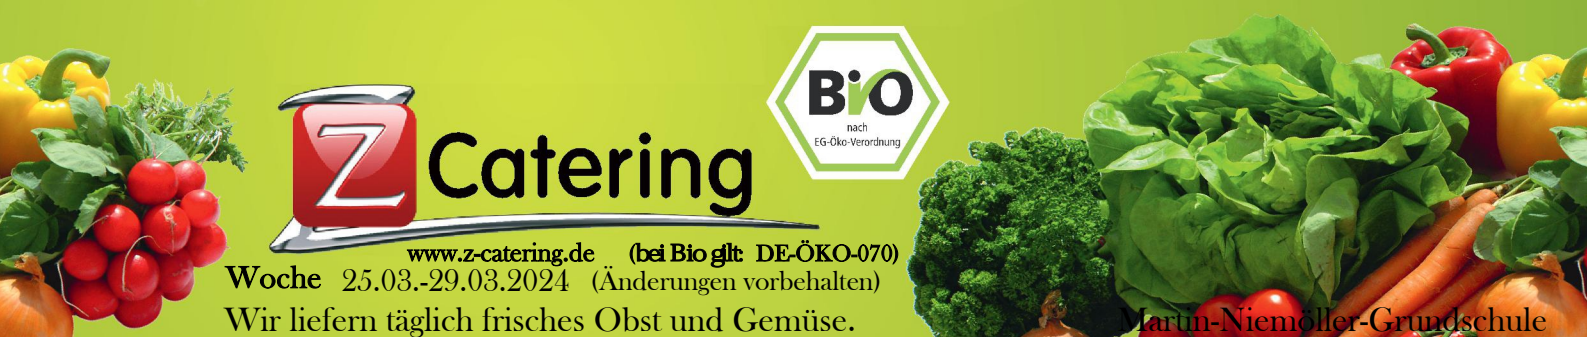 BiO
nach
EG-Öko-Verordnung
Z Catering
www.z-catering.de (bei Bio gilt: DE-ÖKO-070)
Woche 25.03.-29.03.2024 (Änderungen vorbehalten)
Wir liefern täglich frisches Obst und Gemüse.
Martin-Niemöller-Grundschule